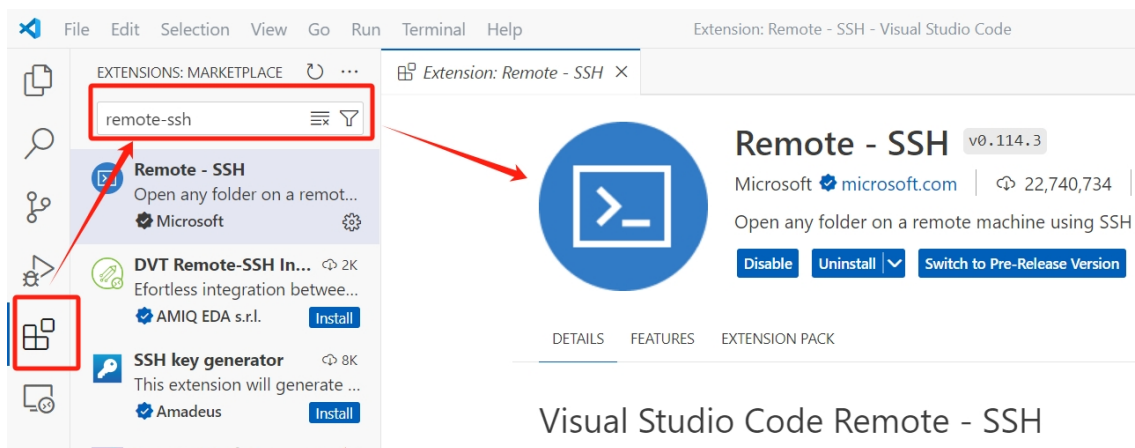 File Edit Selection View Go Run Terminal Help Extension: Remote - SSH - Visual Studio Code
EXTENSIONS: MARKETPLACE
remote-ssh
Remote - SSH
Open any folder on a remot...
Microsoft
DVT Remote-SSH In... 2K
Efortless integration betwee...
AMIQ EDA s.r.l. Install
SSH key generator 8K
This extension will generate ...
Amadeus Install
Extension: Remote - SSH
Remote - SSH v0.114.3
Microsoft microsoft.com 22,740,734
Open any folder on a remote machine using SSH
Disable Uninstall Switch to Pre-Release Version
DETAILS FEATURES EXTENSION PACK
Visual Studio Code Remote - SSH